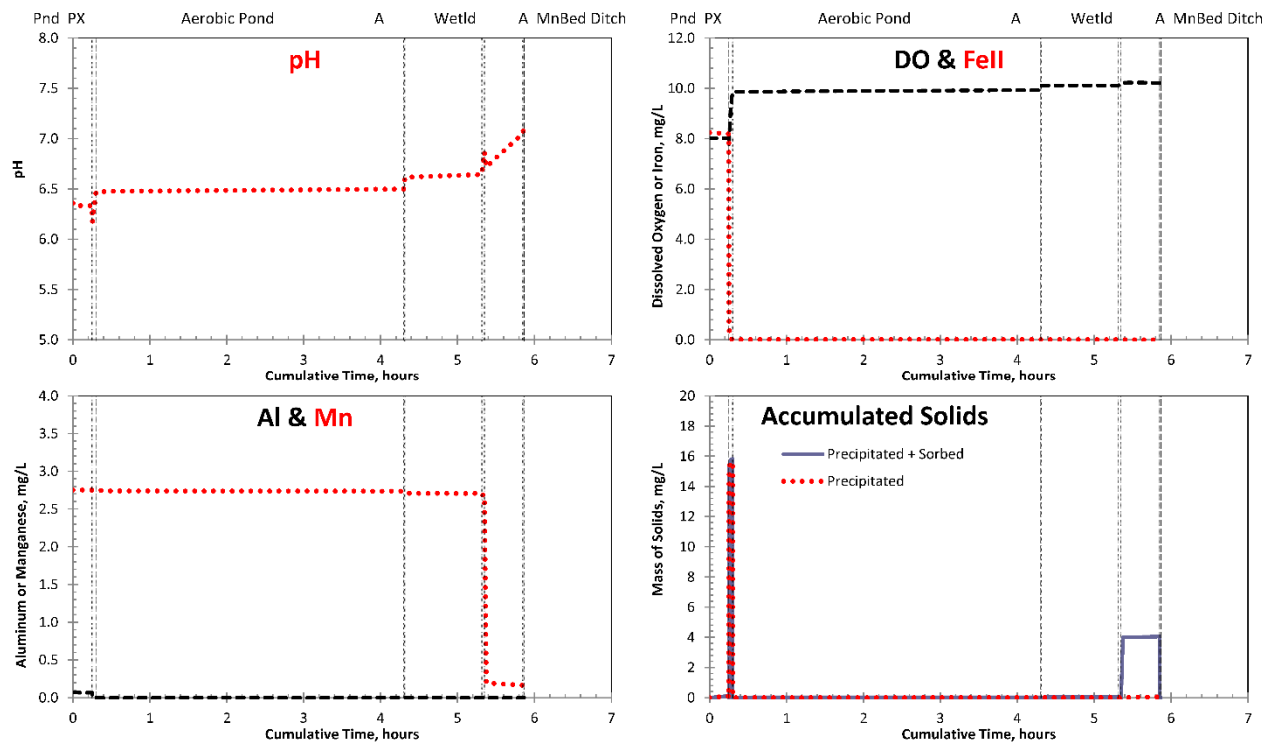 Pnd PX Aerobic Pond A Wetld A MnBed Ditch
Pnd PX Aerobic Pond A Wetld A MnBed Ditch
pH
8.0
7.5
7.0
6.5
6.0
5.5
5.0
pH
0 1 2 3 4 5 6 7
Cumulative Time, hours
DO & FeII
12.0
10.0
8.0
6.0
4.0
2.0
0.0
Dissolved Oxygen or Iron, mg/L
0 1 2 3 4 5 6 7
Cumulative Time, hours
Al & Mn
4.0
3.5
3.0
2.5
2.0
1.5
1.0
0.5
0.0
Aluminum or Manganese, mg/L
0 1 2 3 4 5 6 7
Cumulative Time, hours
Accumulated Solids
Precipitated + Sorbed
Precipitated
20
18
16
14
12
10
8
6
4
2
0
Mass of Solids, mg/L
0 1 2 3 4 5 6 7
Cumulative Time, hours